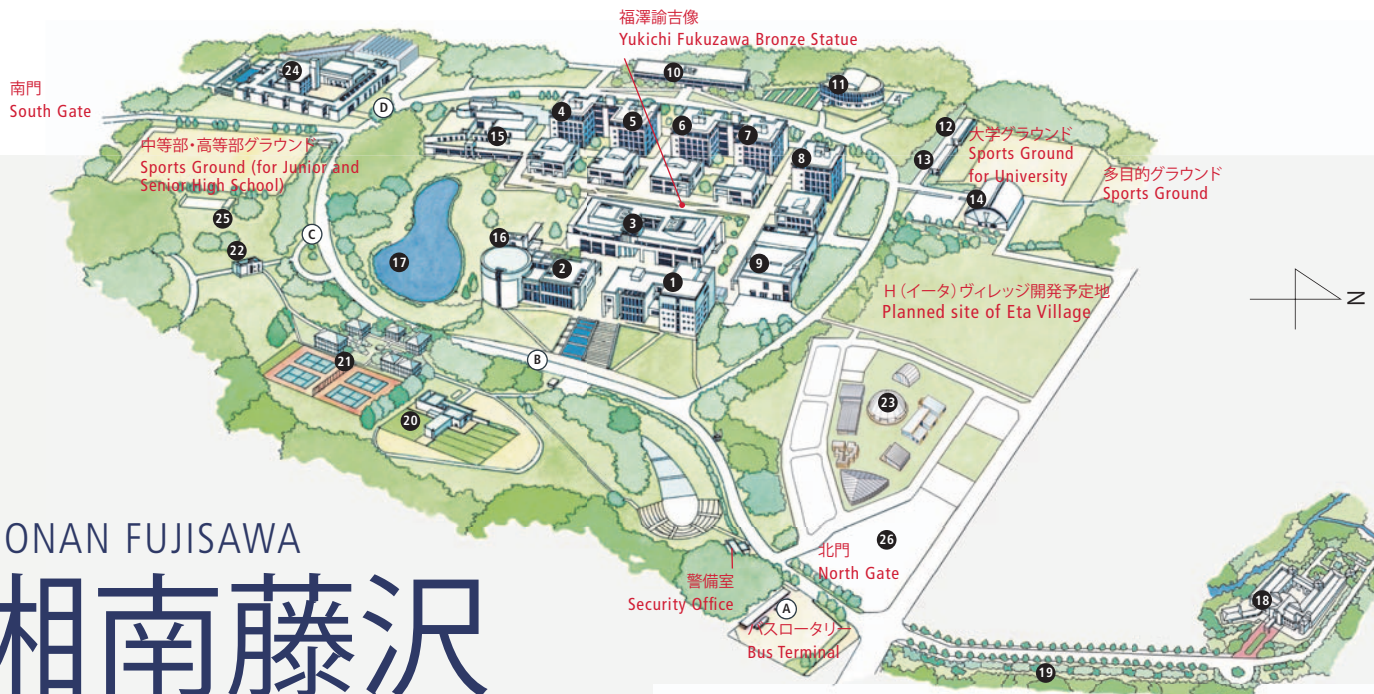 福澤諭吉像
Yukichi Fukuzawa Bronze Statue
南門
South Gate
24
10
11
D
4
5
6
7
8
15
12
13
大学グラウンド
Sports Ground
for University
中等部・高等部グラウンド
Sports Ground (for Junior and
Senior High School)
多目的グラウンド
Sports Ground
14
25
C
22
16
3
17
2
1
9
H(イータ)ヴィレッジ開発予定地
Planned site of Eta Village
N
B
21
20
23
26
北門
North Gate
警備室
Security Office
A
バスロータリー
Bus Terminal
18
19
ONAN FUJISAWA
湘南藤沢